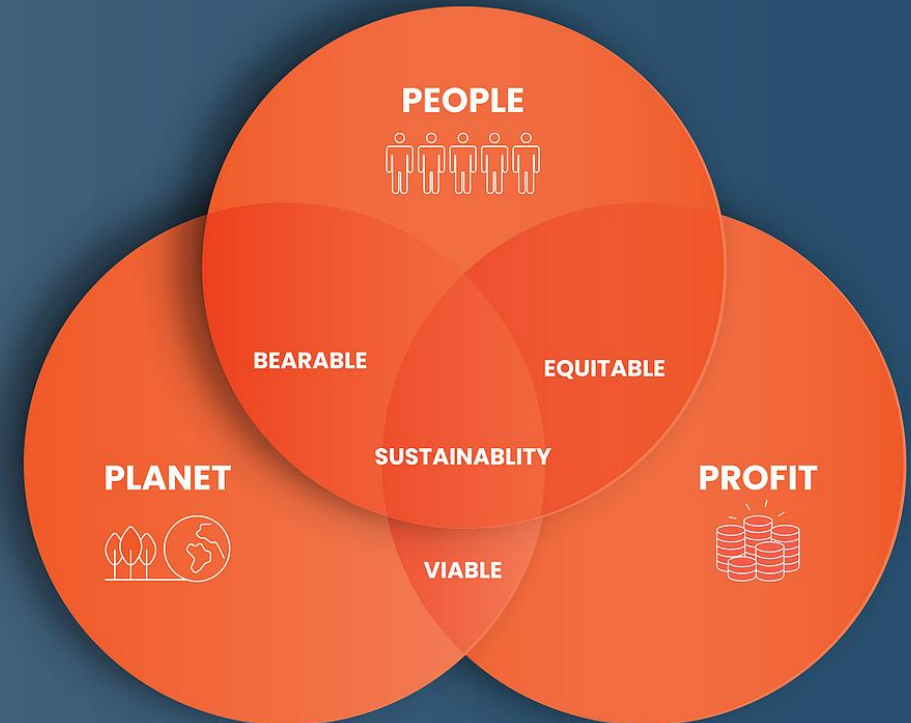 PEOPLE
BEARABLE
EQUITABLE
SUSTAINABLITY
PLANET
PROFIT
VIABLE